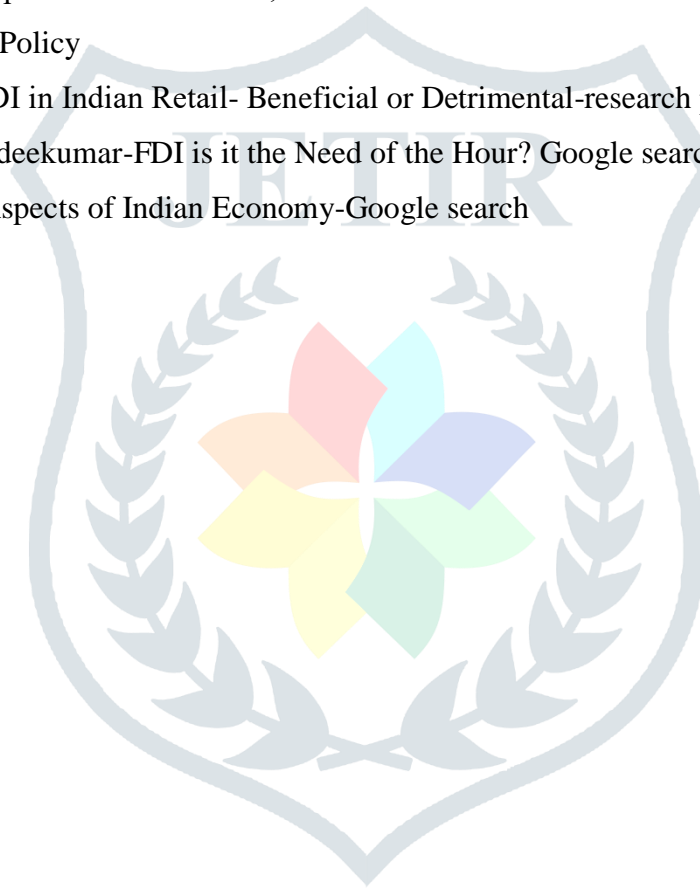 Policy
DI in Indian Retail- Beneficial or Detrimental-research
deekumar-FDI is it the Need of the Hour? Google
spects of Indian Economy-Google search
JETIR